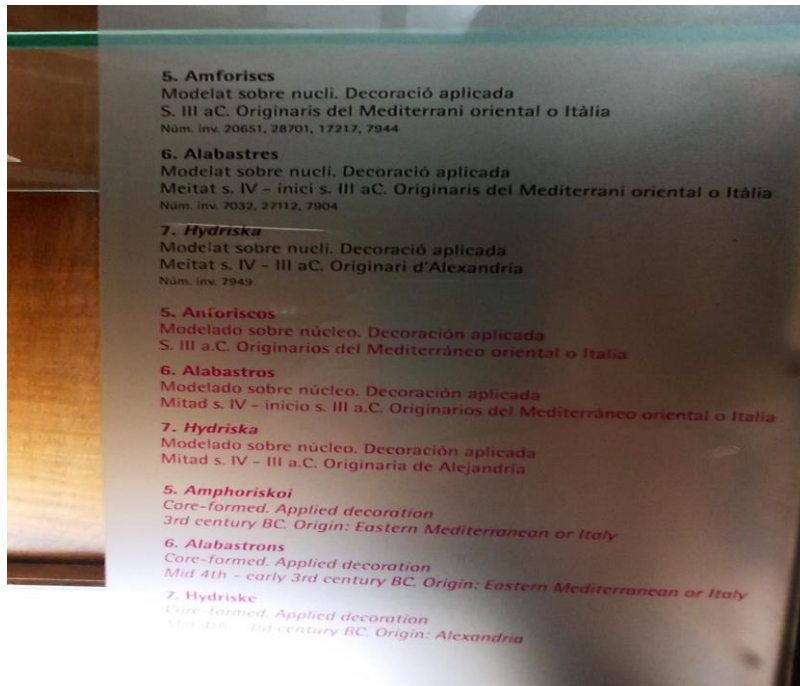 5. Amforiscs
Modelat sobre nucli. Decoració aplicada
S. III aC. Originaris del Mediterrani oriental o Itàlia
Núm. inv. 20651, 28701, 17217, 7944
6. Alabastres
Modelat sobre nucli. Decoració aplicada
Meitat s. IV – inici s. III aC. Originaris del Mediterrani oriental o Itàlia
Núm. inv. 7032, 27112, 7904
7. Hydriska
Modelat sobre nucli. Decoració aplicada
Meitat s. IV – III aC. Originari d'Alexandria
Núm. inv. 7949
5. Anforiscos
Modelado sobre núcleo. Decoración aplicada
S. III a.C. Originarios del Mediterráneo oriental o Italia
6. Alabastros
Modelado sobre núcleo. Decoración aplicada
Mitad s. IV – inicio s. III a.C. Originarios del Mediterráneo oriental o Italia
7. Hydriska
Modelado sobre núcleo. Decoración aplicada
Mitad s. IV – III a.C. Originaria de Alejandría
5. Amphoriskoi
Core-formed. Applied decoration
3rd century BC. Origin: Eastern Mediterranean or Italy
6. Alabastrons
Core-formed. Applied decoration
Mid 4th – early 3rd century BC. Origin: Eastern Mediterranean or Italy
7. Hydriske
Core-formed. Applied decoration
Mid 4th – 3rd century BC. Origin: Alexandria